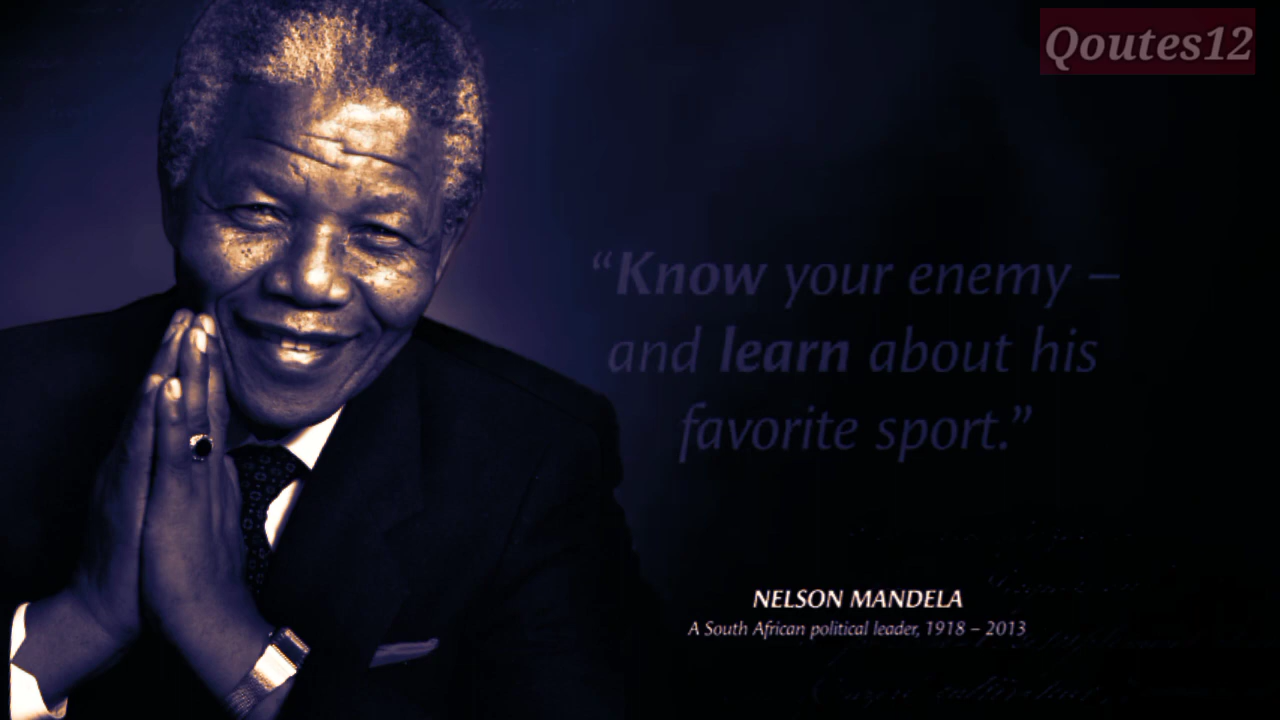 Qoutes12
“Know your enemy –
and learn about his
favorite sport.”
NELSON MANDELA
A South African political leader, 1918 – 2013